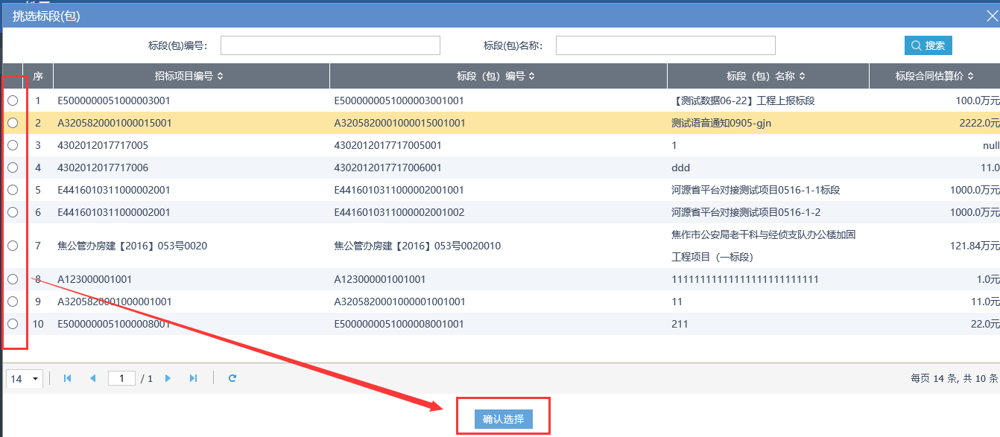 挑选标段(包)
标段(包)编号： 标段(包)名称： 搜索
序 招标项目编号 标段（包）编号 标段（包）名称 标段合同估算价
1 E5000000051000003001 E5000000051000003001001 【测试数据06-22】工程上报标段 100.0万元
2 A3205820001000015001 A3205820001000015001001 测试语音通知0905-gjn 2222.0元
3 4302012017717005 4302012017717005001 1 null
4 4302012017717006 4302012017717006001 ddd 11.0
5 E4416010311000002001 E4416010311000002001001 河源省平台对接测试项目0516-1-1标段 1000.0万元
6 E4416010311000002001 E4416010311000002001002 河源省平台对接测试项目0516-1-2 1000.0万元
7 焦公管办房建【2016】053号0020 焦公管办房建【2016】053号0020010 焦作市公安局老干科与经侦支队办公楼加固 121.84万元
工程项目（一标段）
8 A123000001001 A123000001001001 1111111111111111111111111111 1.0元
9 A3205820001000001001 A3205820001000001001001 11 11.0元
10 E5000000051000008001 E5000000051000008001001 211 22.0元
14 1 / 1 每页 14 条, 共 10 条
确认选择